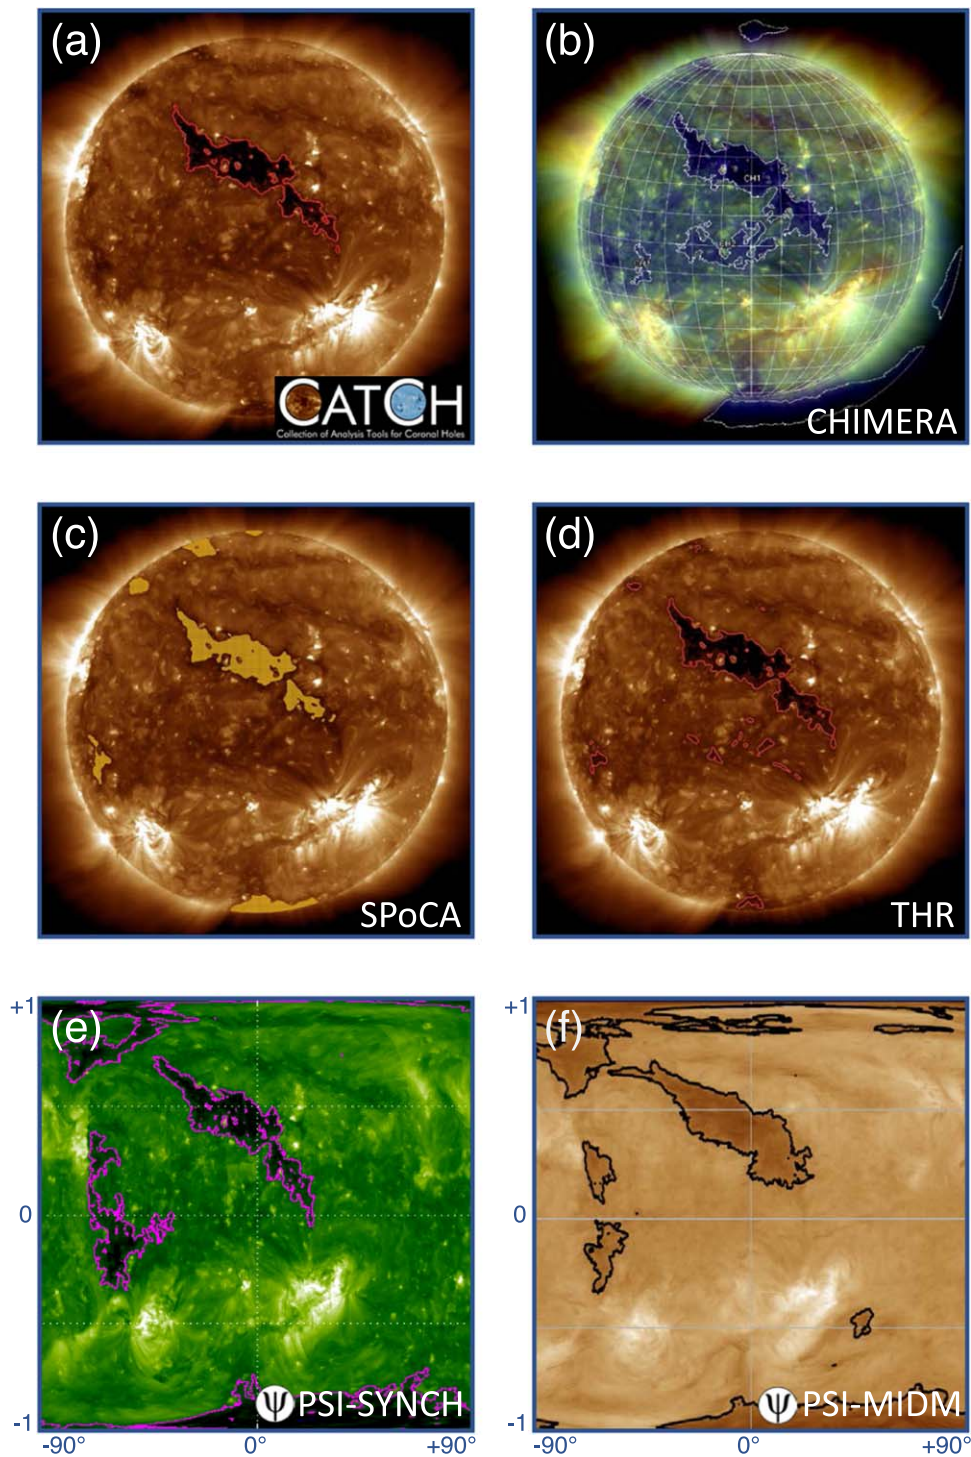 (a)
CATCH
Collection of Analysis Tools for Coronal Holes
(b)
CH1
CHIMERA
(c)
SPoCA
(d)
THR
+1
(e)
0
-1
Ψ PSI-SYNCH
-90°
0°
+90°
+1
(f)
0
-1
Ψ PSI-MIDM
-90°
0°
+90°